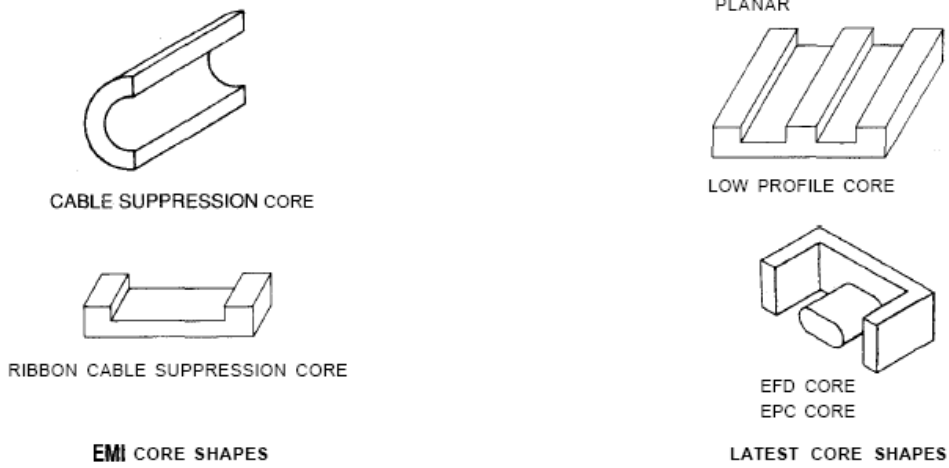 CABLE SUPPRESSION CORE
RIBBON CABLE SUPPRESSION CORE
EMI CORE SHAPES
PLANAR
LOW PROFILE CORE
EFD CORE
EPC CORE
LATEST CORE SHAPES